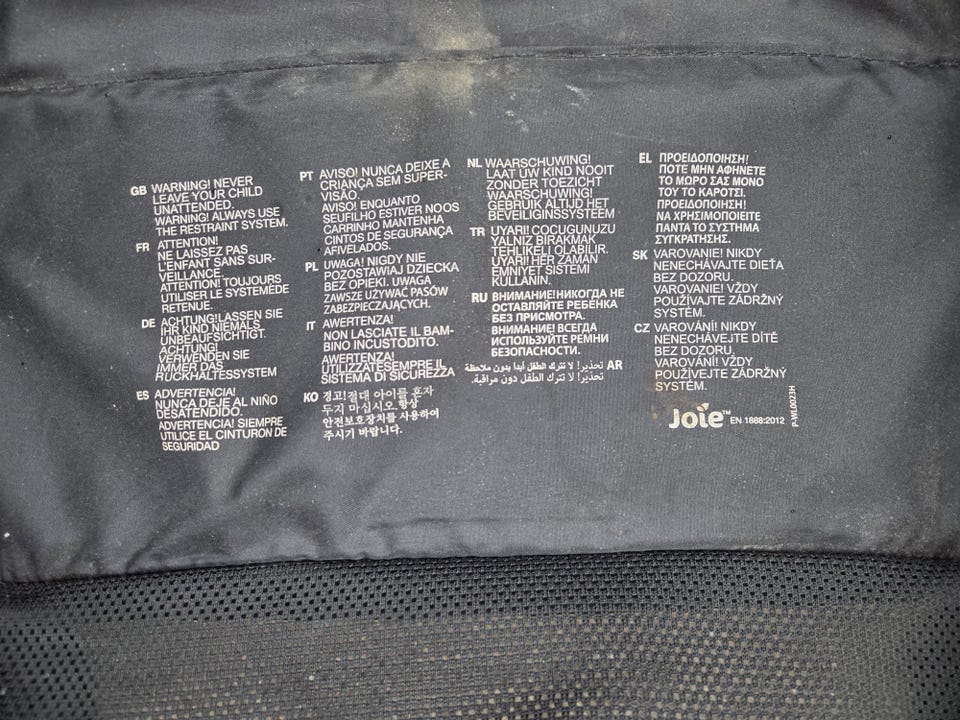 GB WARNING! NEVER
LEAVE YOUR CHILD
UNATTENDED.
WARNING! ALWAYS USE
THE RESTRAINT SYSTEM.
FR ATTENTION!
NE LAISSEZ PAS
L'ENFANT SANS SUR-
VEILLANCE.
ATTENTION! TOUJOURS
UTILISER LE SYSTEMEDE
RETENUE.
DE ACHTUNG!LASSEN SIE
IHR KIND NIEMALS
UNBEAUFSICHTIGT.
ACHTUNG!
VERWENDEN SIE
IMMER DAS
RÜCKHALTESSYSTEM
ES ADVERTENCIA!
NUNCA DEJE AL NIÑO
DESATENDIDO.
ADVERTENCIA! SIEMPRE
UTILICE EL CINTURON DE
SEGURIDAD
PT AVISO! NUNCA DEIXE A
CRIANÇA SEM SUPER-
VISÃO.
AVISO! ENQUANTO
SEUFILHO ESTIVER NOOS
CARRINHO MANTENHA
CINTOS DE SEGURANÇA
AFIVELADOS.
PL UWAGA! NIGDY NIE
POZOSTAWIAJ DZIECKA
BEZ OPIEKI. UWAGA
ZAWSZE UŻYWAĆ PASÓW
ZABEZPIECZAJĄCYCH.
IT AWERTENZA!
NON LASCIATE IL BAM-
BINO INCUSTODITO.
AWERTENZA!
UTILIZZATESEMPRE IL
SISTEMA DI SICUREZZA
KO 경고!절대 아이를 혼자
두지 마십시오.항상
안전보호장치를 사용하여
주시기 바랍니다.
NL WAARSCHUWING!
LAAT UW KIND NOOIT
ZONDER TOEZICHT
WAARSCHUWING!
GEBRUIK ALTIJD HET
BEVEILIGINSSYSTEEM
TR UYARI! COCUGUNUZU
YALNIZ BIRAKMAK
TEHLIKELI OLABILIR.
UYARI! HER ZAMAN
EMNIYET SISTEMI
KULLANIN.
RU ВНИМАНИЕ!НИКОГДА НЕ
ОСТАВЛЯЙТЕ РЕБЕНКА
БЕЗ ПРИСМОТРА.
ВНИМАНИЕ! ВСЕГДА
ИСПОЛЬЗУЙТЕ РЕМНИ
БЕЗОПАСНОСТИ.
AR تحذير! لا تترك الطفل أبداً بدون ملاحظة
تحذير! لا تترك الطفل دون مراقبة.
EL ΠΡΟΕΙΔΟΠΟΙΗΣΗ!
ΠΟΤΕ ΜΗΝ ΑΦΗΝΕΤΕ
ΤΟ ΜΩΡΟ ΣΑΣ ΜΟΝΟ
ΤΟΥ ΤΟ ΚΑΡΟΤΣΙ.
ΠΡΟΕΙΔΟΠΟΙΗΣΗ!
ΝΑ ΧΡΗΣΙΜΟΠΟΙΕΙΤΕ
ΠΑΝΤΑ ΤΟ ΣΥΣΤΗΜΑ
ΣΥΓΚΡΑΤΗΣΗΣ.
SK VAROVANIE! NIKDY
NENECHÁVAJTE DIEŤA
BEZ DOZORU.
VAROVANIE! VŽDY
POUŽÍVAJTE ZÁDRŽNÝ
SYSTÉM.
CZ VAROVÁNÍ! NIKDY
NENECHÁVEJTE DÍTĚ
BEZ DOZORU.
VAROVÁNÍ! VŽDY
POUŽÍVEJTE ZÁDRŽNÝ
SYSTÉM.
Joie™ EN 1888:2012
P-WL0023H